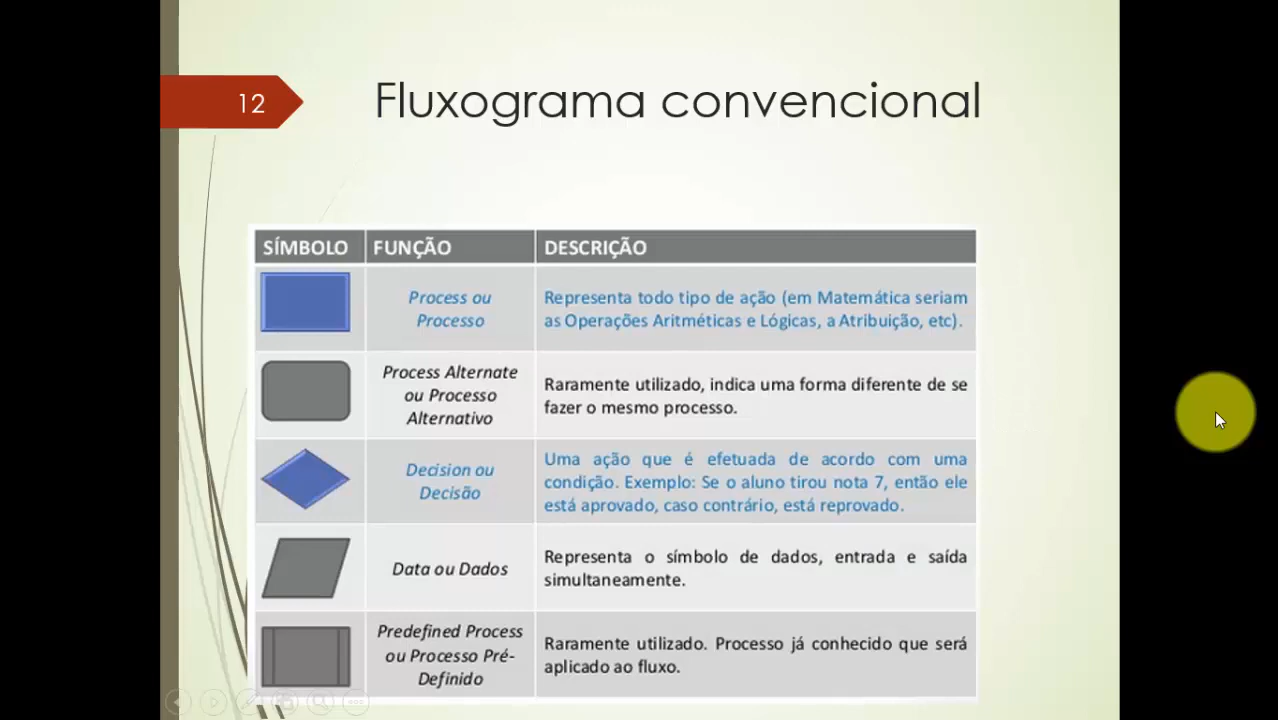 12
Fluxograma convencional
SÍMBOLO FUNÇÃO DESCRIÇÃO
Process ou
Processo
Representa todo tipo de ação (em Matemática seriam
as Operações Aritméticas e Lógicas, a Atribuição, etc).
Process Alternate
ou Processo
Alternativo
Raramente utilizado, indica uma forma diferente de se
fazer o mesmo processo.
Decision ou
Decisão
Uma ação que é efetuada de acordo com uma
condição. Exemplo: Se o aluno tirou nota 7, então ele
está aprovado, caso contrário, está reprovado.
Data ou Dados
Representa o símbolo de dados, entrada e saída
simultaneamente.
Predefined Process
ou Processo Pré-
Definido
Raramente utilizado. Processo já conhecido que será
aplicado ao fluxo.